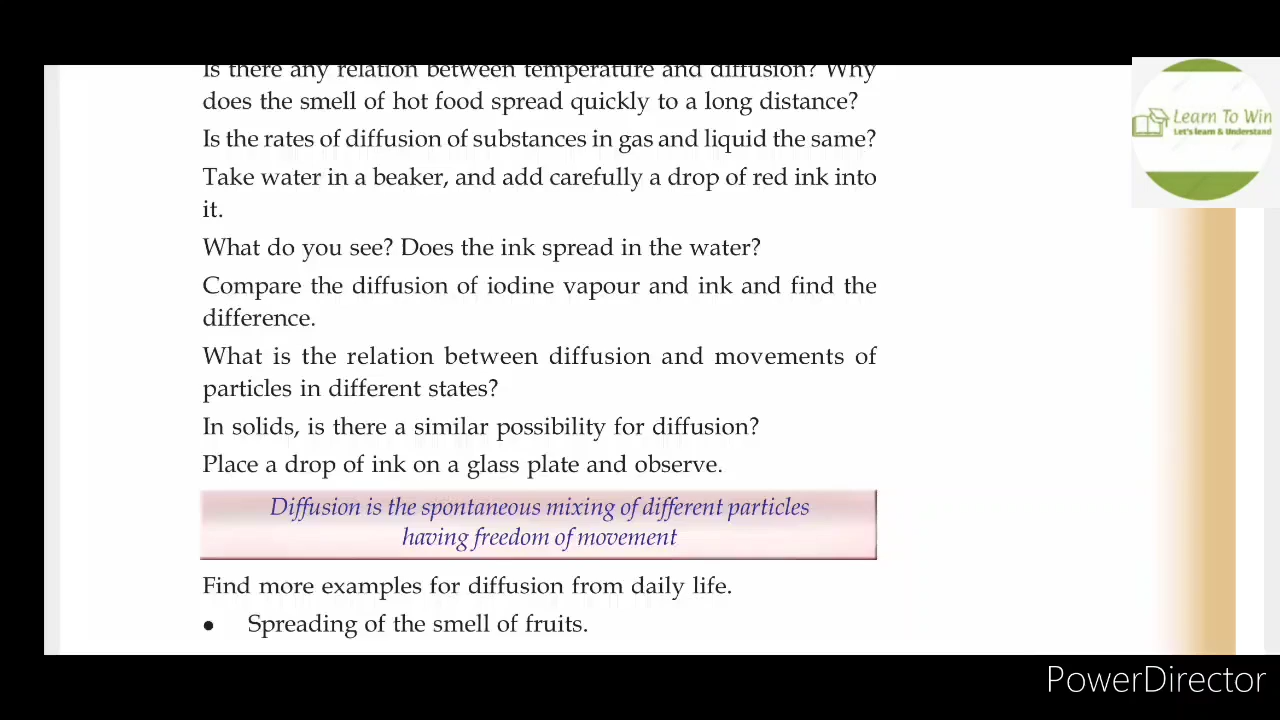 Is there any relation between temperature and diffusion? Why
does the smell of hot food spread quickly to a long distance?
Is the rates of diffusion of substances in gas and liquid the same?
Take water in a beaker, and add carefully a drop of red ink into
it.
What do you see? Does the ink spread in the water?
Compare the diffusion of iodine vapour and ink and find the
difference.
What is the relation between diffusion and movements of
particles in different states?
In solids, is there a similar possibility for diffusion?
Place a drop of ink on a glass plate and observe.
Diffusion is the spontaneous mixing of different particles
having freedom of movement
Find more examples for diffusion from daily life.
• Spreading of the smell of fruits.
Learn To Win
Let's learn & Understand
PowerDirector